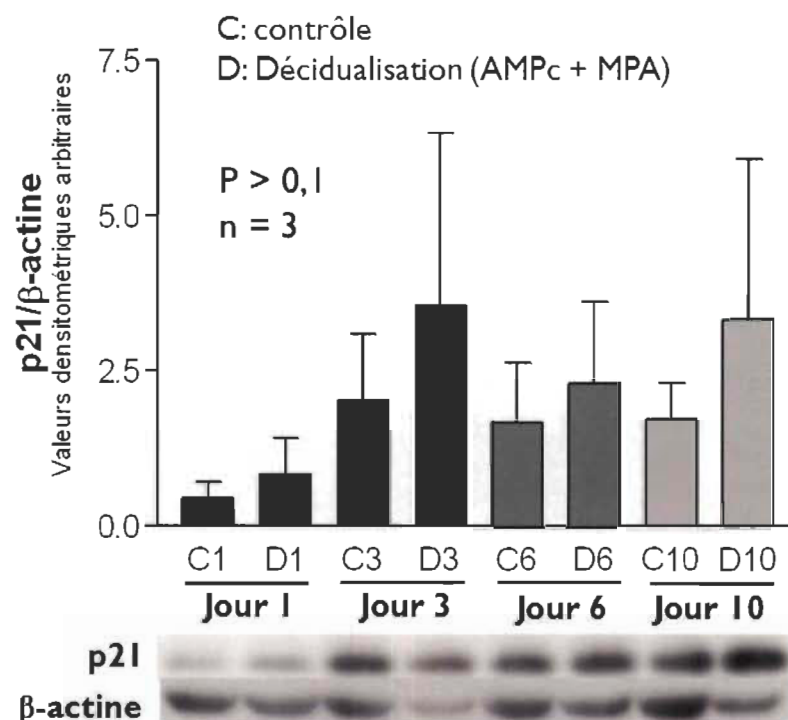 C: contrôle
D: Décidualisation (AMPc + MPA)
P > 0,1
n = 3
p21/β-actine
Valeurs densitométriques arbitraires
7.5
5.0
2.5
0.0
C1 D1 C3 D3 C6 D6 C10 D10
Jour 1 Jour 3 Jour 6 Jour 10
p21
β-actine